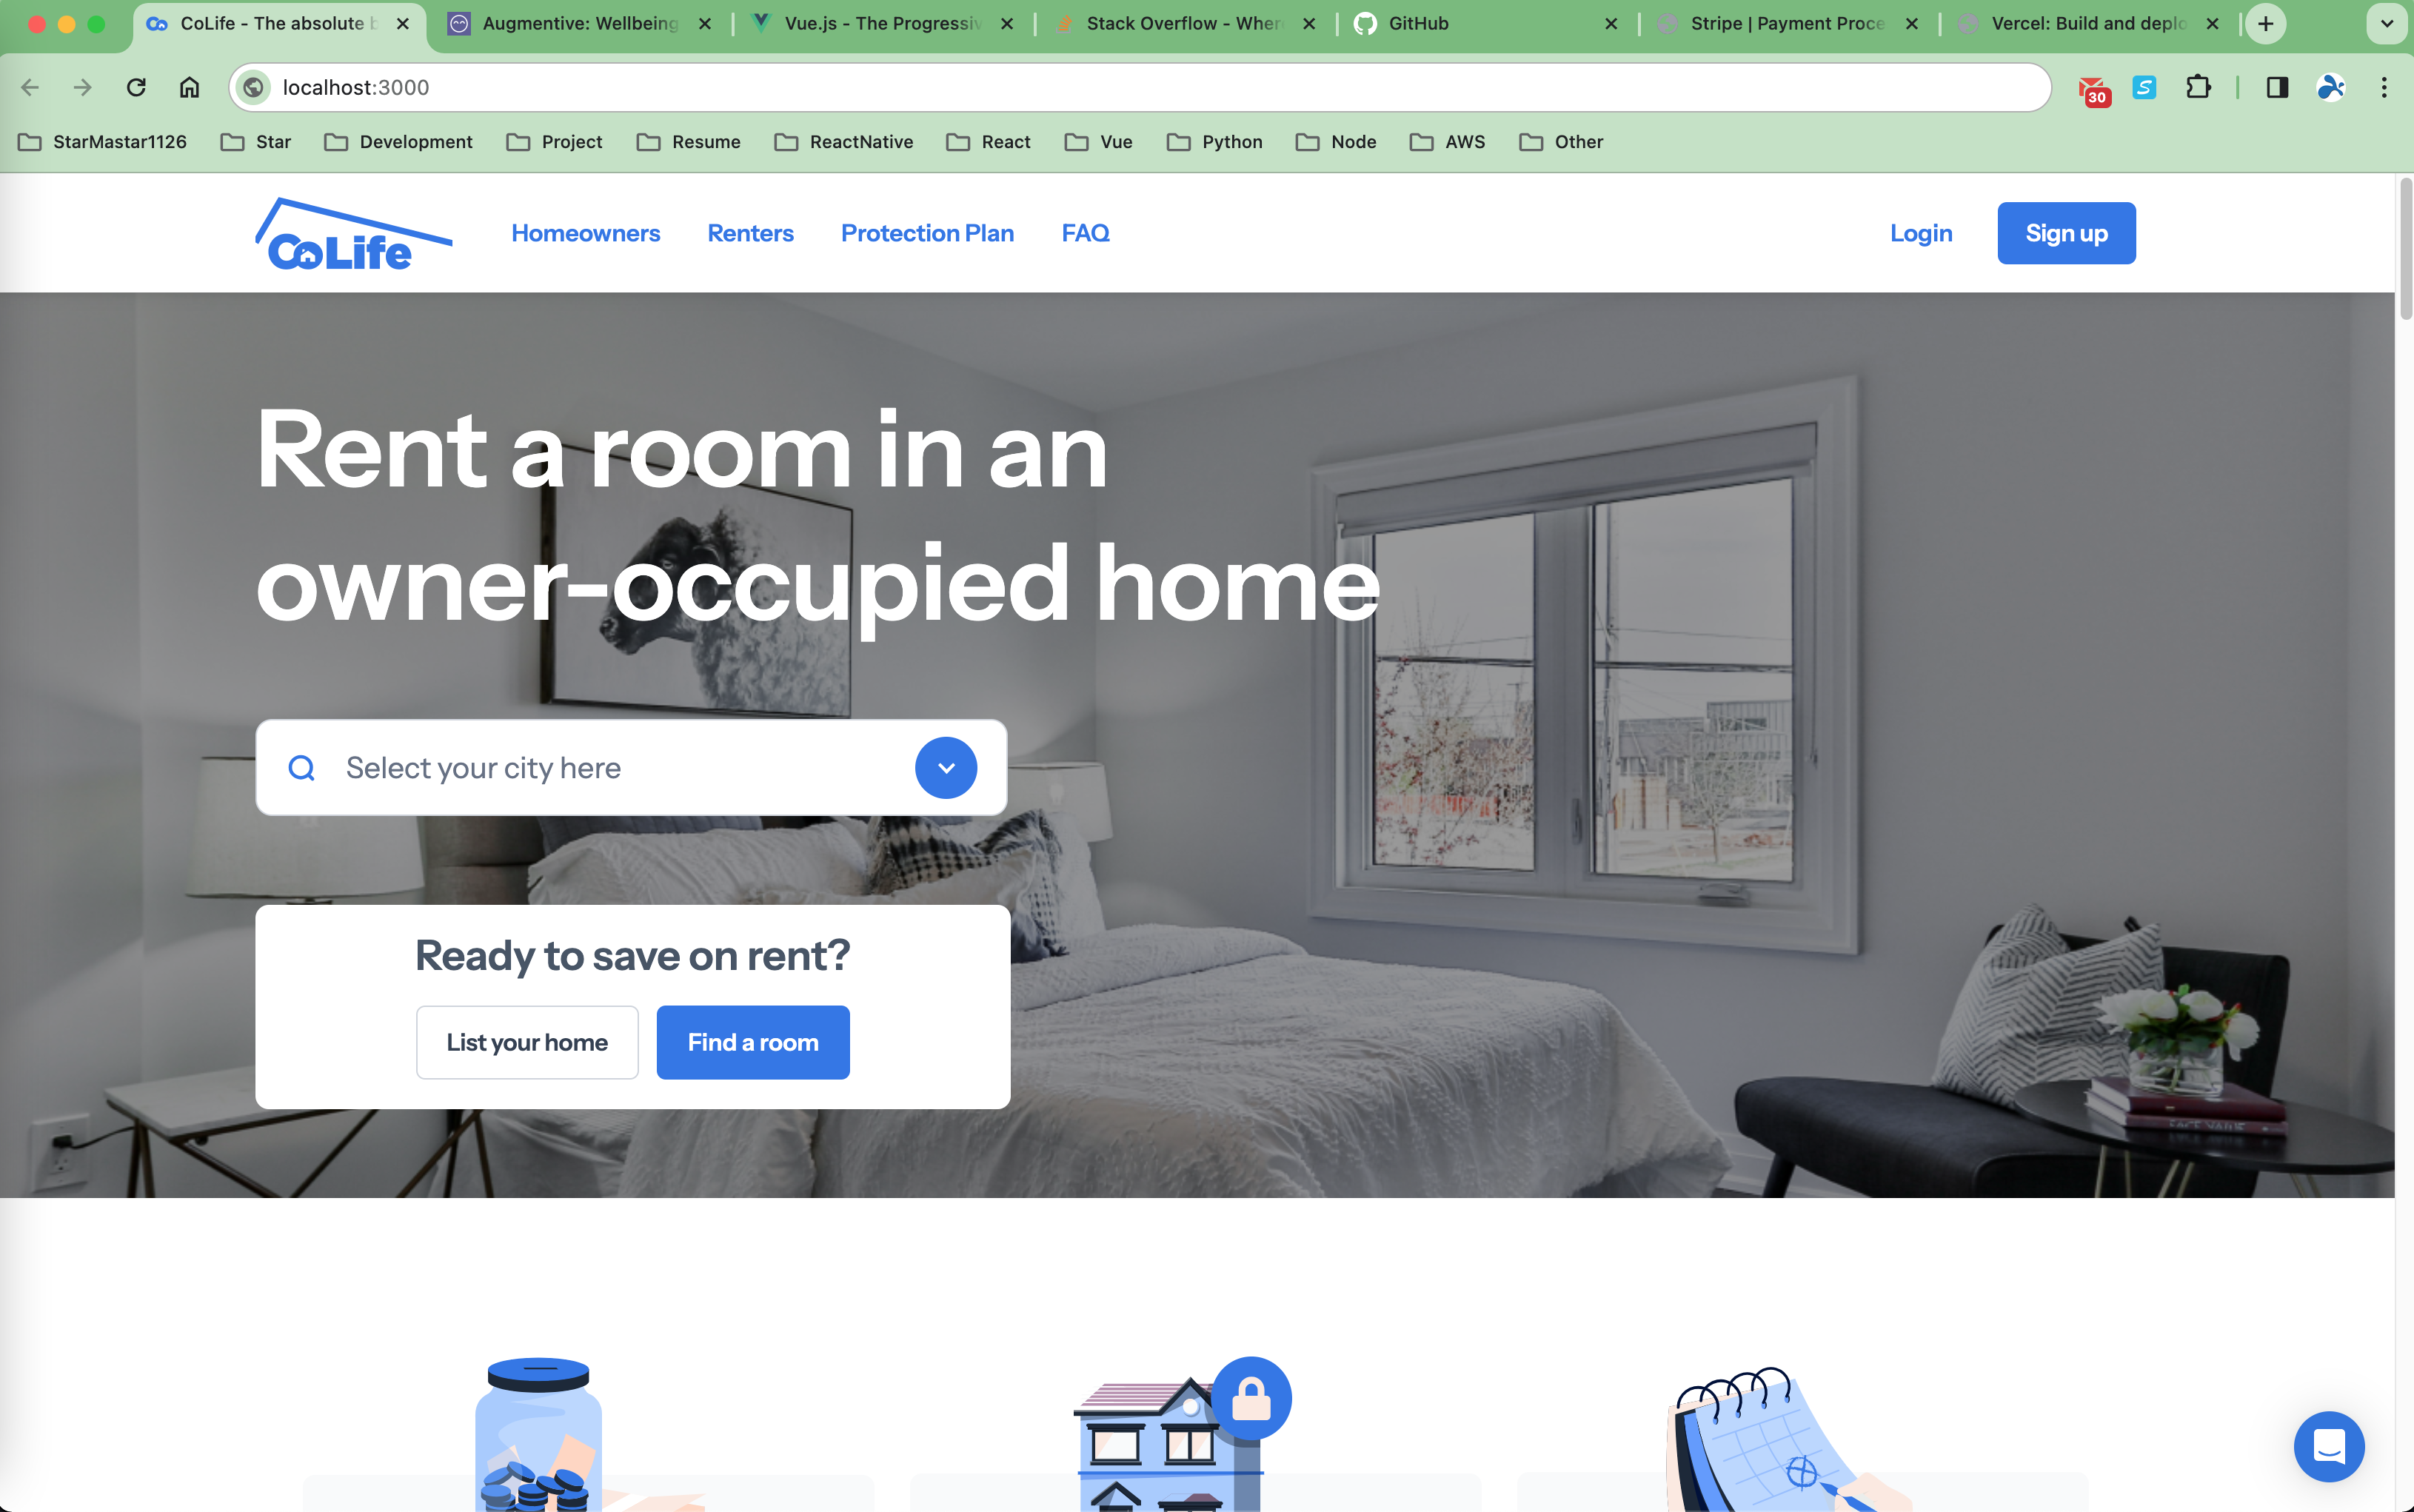 CoLife - The absolute
Augmentive: Wellbeing
Vue.js - The Progressiv
Stack Overflow - Wher
GitHub
Stripe | Payment Proce
Vercel: Build and deplo
localhost:3000
30
StarMastar1126
Star
Development
Project
Resume
ReactNative
React
Vue
Python
Node
AWS
Other
CoLife
Homeowners
Renters
Protection Plan
FAQ
Login
Sign up
Rent a room in an
owner-occupied home
Select your city here
Ready to save on rent?
List your home
Find a room